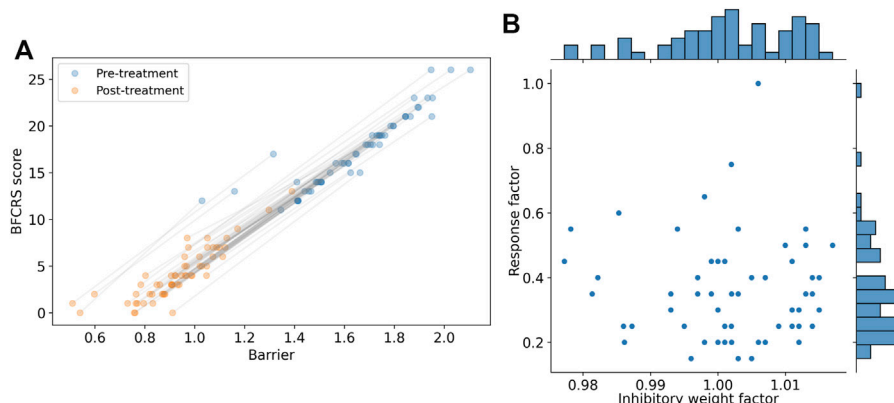 A
B
Pre-treatment
Post-treatment
BFCRS score
25
20
15
10
5
0
0.6 0.8 1.0 1.2 1.4 1.6 1.8 2.0
Barrier
Response factor
1.0
0.8
0.6
0.4
0.2
0.98 0.99 1.00 1.01
Inhibitory weight factor